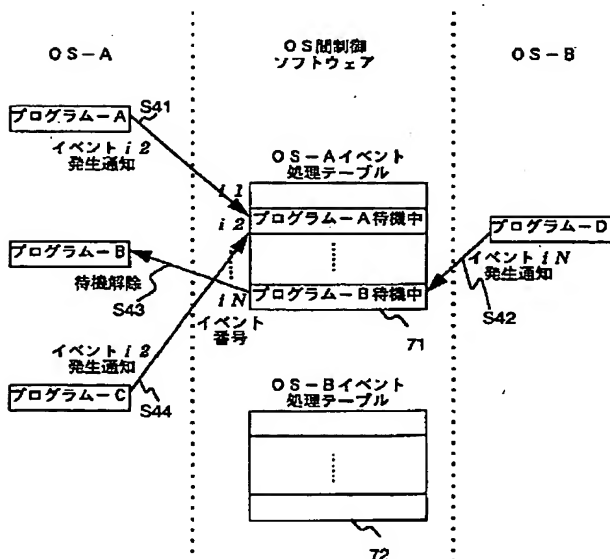 OS-A
OS間制御
ソフトウェア
OS-B
プログラム-A
S41
イベントi2
発生通知
OS-Aイベント
処理テーブル
i1
i2
プログラム-A待機中
プログラム-B
プログラム-D
待機解除
S43
イベントiN
発生通知
S42
iN
プログラム-B待機中
イベント
番号
71
イベントi2
発生通知
プログラム-C
S44
OS-Bイベント
処理テーブル
72